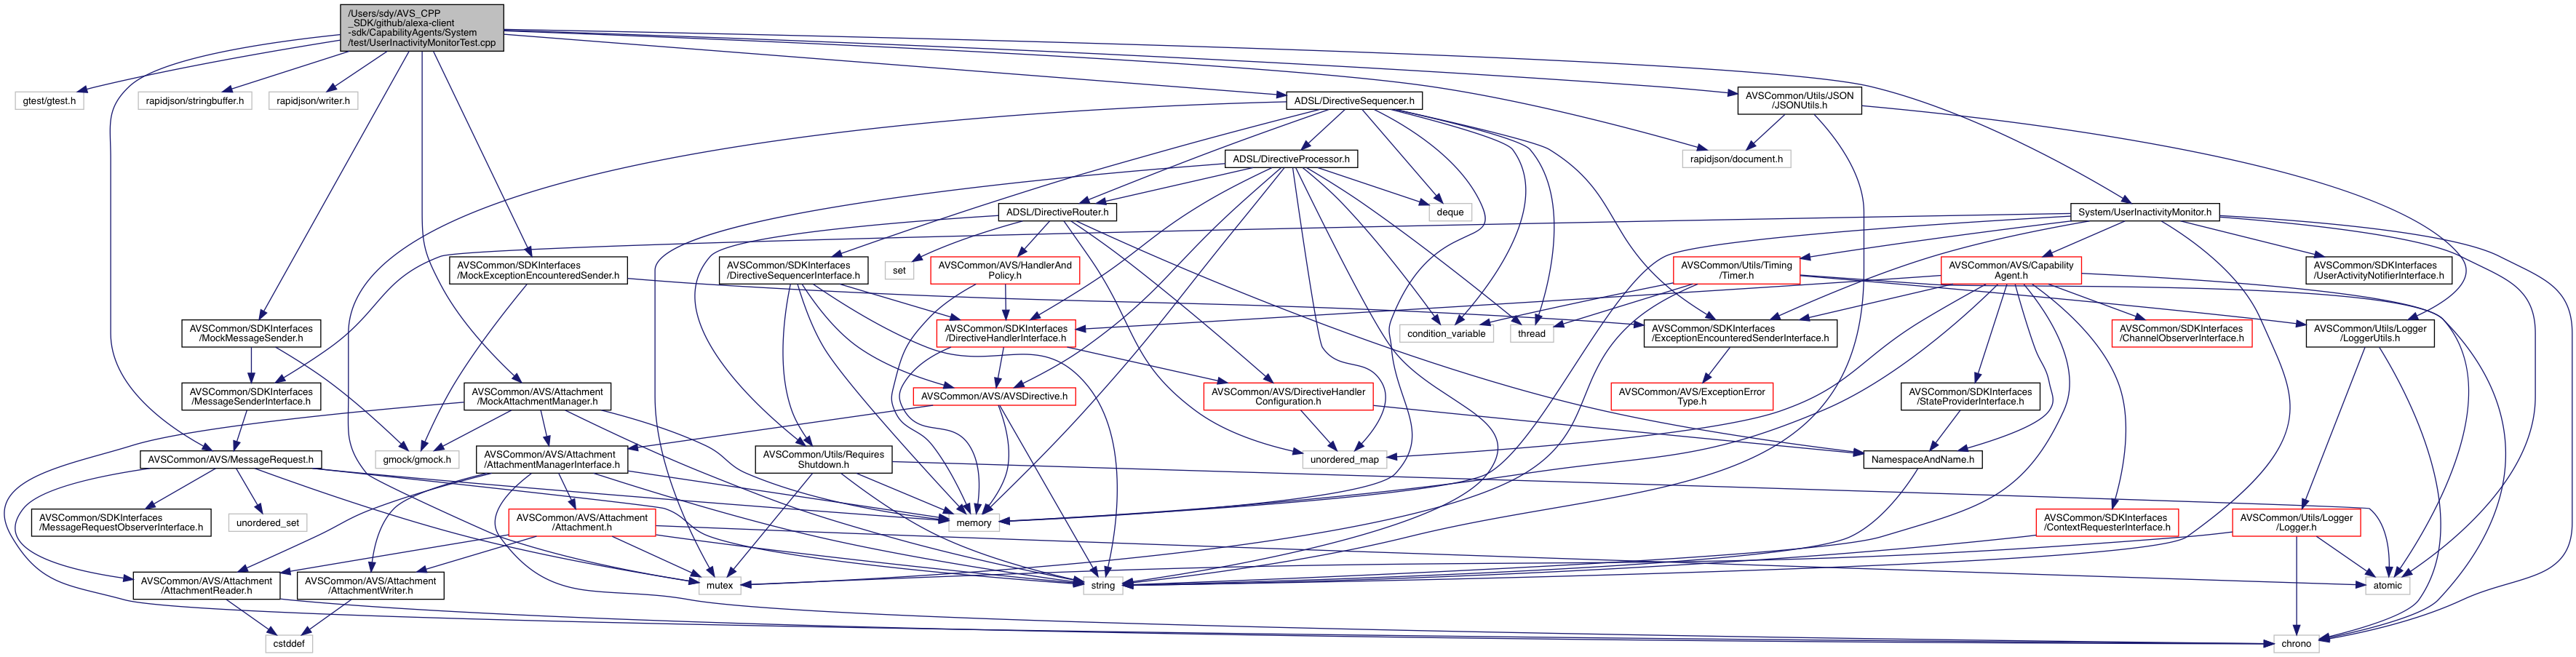 /Users/sdy/AVS_CPP
_SDK/github/alexa-client
-sdk/CapabilityAgents/System
/test/UserInactivityMonitorTest.cpp
gtest/gtest.h
rapidjson/stringbuffer.h
rapidjson/writer.h
ADSL/DirectiveSequencer.h
AVSCommon/Utils/JSON
/JSONUtils.h
ADSL/DirectiveProcessor.h
rapidjson/document.h
ADSL/DirectiveRouter.h
deque
System/UserInactivityMonitor.h
AVSCommon/SDKInterfaces
/MockExceptionEncounteredSender.h
AVSCommon/SDKInterfaces
/DirectiveSequencerInterface.h
set
AVSCommon/AVS/HandlerAnd
Policy.h
AVSCommon/Utils/Timing
/Timer.h
AVSCommon/AVS/Capability
Agent.h
AVSCommon/SDKInterfaces
/UserActivityNotifierInterface.h
AVSCommon/SDKInterfaces
/MockMessageSender.h
AVSCommon/SDKInterfaces
/DirectiveHandlerInterface.h
condition_variable
thread
AVSCommon/SDKInterfaces
/ExceptionEncounteredSenderInterface.h
AVSCommon/SDKInterfaces
/ChannelObserverInterface.h
AVSCommon/Utils/Logger
/LoggerUtils.h
AVSCommon/SDKInterfaces
/MessageSenderInterface.h
AVSCommon/AVS/Attachment
/MockAttachmentManager.h
AVSCommon/AVS/AVSDirective.h
AVSCommon/AVS/DirectiveHandler
Configuration.h
AVSCommon/AVS/ExceptionError
Type.h
AVSCommon/SDKInterfaces
/StateProviderInterface.h
AVSCommon/AVS/MessageRequest.h
gmock/gmock.h
AVSCommon/AVS/Attachment
/AttachmentManagerInterface.h
AVSCommon/Utils/Requires
Shutdown.h
unordered_map
NamespaceAndName.h
AVSCommon/SDKInterfaces
/MessageRequestObserverInterface.h
unordered_set
AVSCommon/AVS/Attachment
/Attachment.h
memory
AVSCommon/SDKInterfaces
/ContextRequesterInterface.h
AVSCommon/Utils/Logger
/Logger.h
AVSCommon/AVS/Attachment
/AttachmentReader.h
AVSCommon/AVS/Attachment
/AttachmentWriter.h
mutex
string
atomic
cstddef
chrono